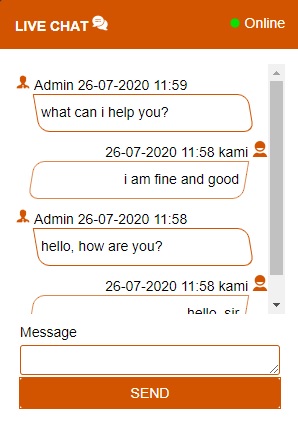 LIVE CHAT
Online
Admin 26-07-2020 11:59
what can i help you?
26-07-2020 11:58 kami
i am fine and good
Admin 26-07-2020 11:58
hello, how are you?
26-07-2020 11:58 kami
hello, sir
Message
SEND